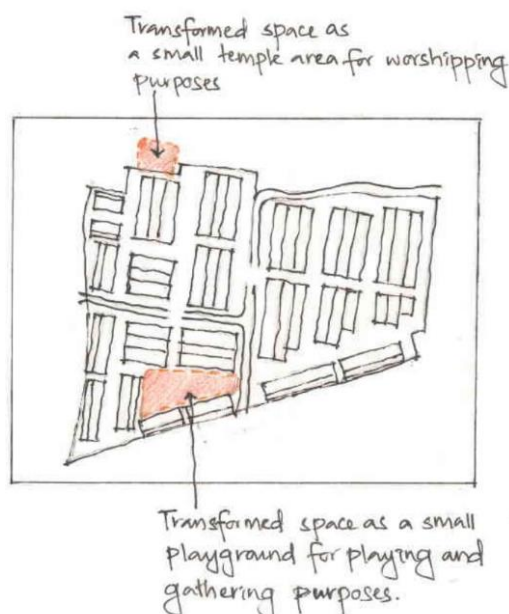 Transformed space as
a small temple area for worshipping
purposes
Transformed space as a small
playground for playing and
gathering purposes.